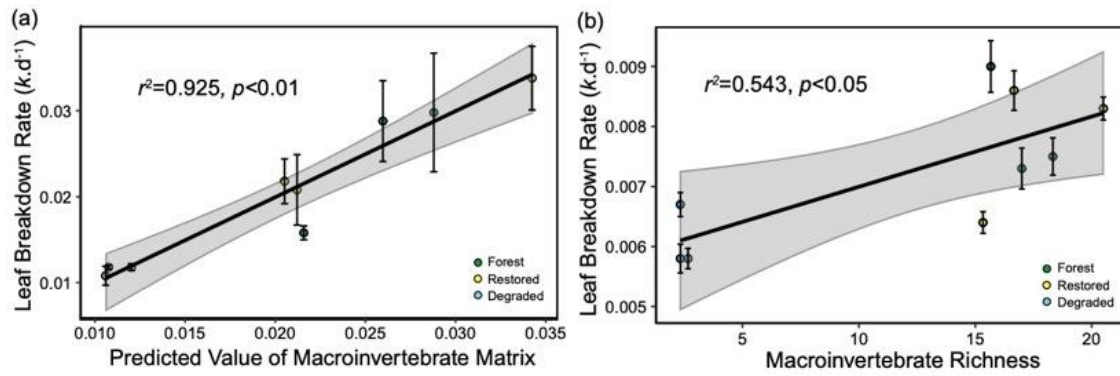 (a)
Leaf Breakdown Rate (k.d⁻¹)
0.03
0.02
0.01
r²=0.925, p<0.01
Forest
Restored
Degraded
0.010 0.015 0.020 0.025 0.030 0.035
Predicted Value of Macroinvertebrate Matrix
(b)
Leaf Breakdown Rate (k.d⁻¹)
0.009
0.008
0.007
0.006
0.005
r²=0.543, p<0.05
Forest
Restored
Degraded
5 10 15 20
Macroinvertebrate Richness